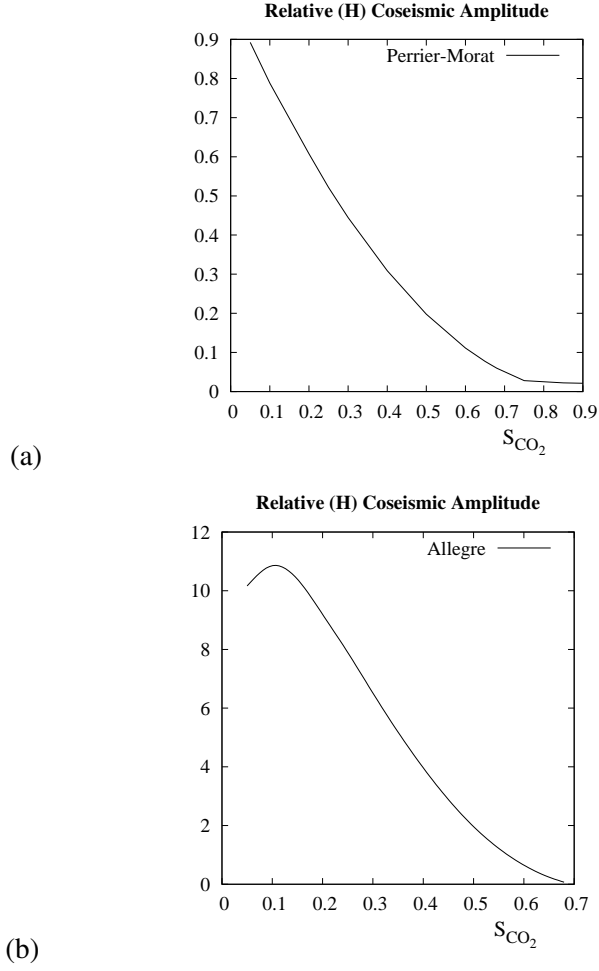 Relative (H) Coseismic Amplitude
Perrier-Morat
0.9
0.8
0.7
0.6
0.5
0.4
0.3
0.2
0.1
0
0 0.1 0.2 0.3 0.4 0.5 0.6 0.7 0.8 0.9
S_CO₂
(a)
Relative (H) Coseismic Amplitude
Allegre
12
10
8
6
4
2
0
0 0.1 0.2 0.3 0.4 0.5 0.6 0.7
S_CO₂
(b)